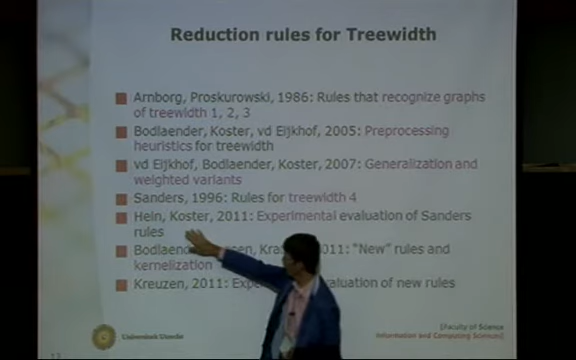 Reduction rules for Treewidth
Arnborg, Proskurowski, 1986: Rules that recognize graphs
of treewidth 1, 2, 3
Bodlaender, Koster, vd Eijkhof, 2005: Preprocessing
heuristics for treewidth
vd Eijkhof, Bodlaender, Koster, 2007: Generalization and
weighted variants
Sanders, 1996: Rules for treewidth 4
Hein, Koster, 2011: Experimental evaluation of Sanders
rules
2011: "New" rules and
kernelization
Kreuzen, 2011: evaluation of new rules
Universiteit Utrecht
[Faculty of Science
Information and Computing Sciences]